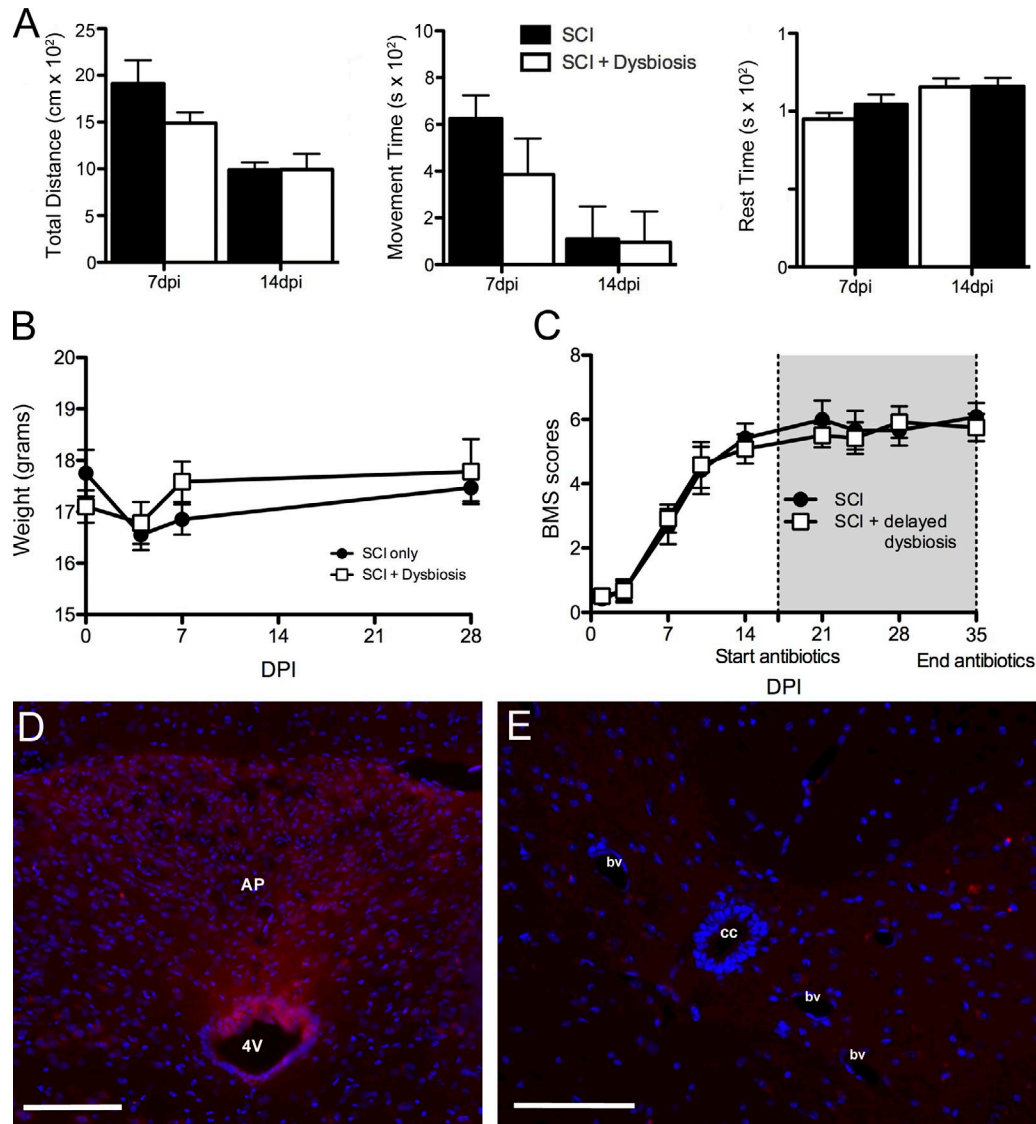 A
Total Distance (cm x 10²)
25
20
15
10
5
0
7dpi
14dpi
Movement Time (s x 10²)
10
8
6
4
2
0
7dpi
14dpi
SCI
SCI + Dysbiosis
Rest Time (s x 10²)
1
1
0
7dpi
14dpi
B
Weight (grams)
20
19
18
17
16
15
0
7
14
21
28
DPI
SCI only
SCI + Dysbiosis
C
BMS scores
8
6
4
2
0
0
7
14
21
28
35
Start antibiotics
End antibiotics
DPI
SCI
SCI + delayed
dysbiosis
D
AP
4V
E
bv
cc
bv
bv